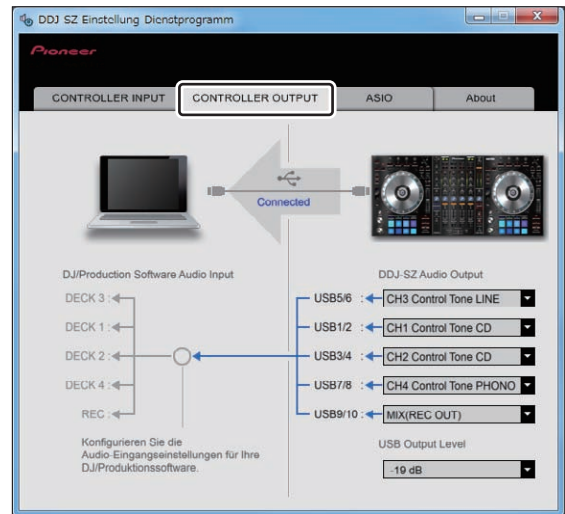 DDJ SZ Einstellung Dienstprogramm
Pioneer
CONTROLLER INPUT CONTROLLER OUTPUT ASIO About
Connected
DJ/Production Software Audio Input DDJ-SZ Audio Output
DECK 3 : USB5/6 : CH3 Control Tone LINE
DECK 1 : USB1/2 : CH1 Control Tone CD
DECK 2 : USB3/4 : CH2 Control Tone CD
DECK 4 : USB7/8 : CH4 Control Tone PHONO
REC : USB9/10 : MIX(REC OUT)
Konfigurieren Sie die
Audio-Eingangseinstellungen für Ihre
DJ/Produktionssoftware.
USB Output Level
-19 dB